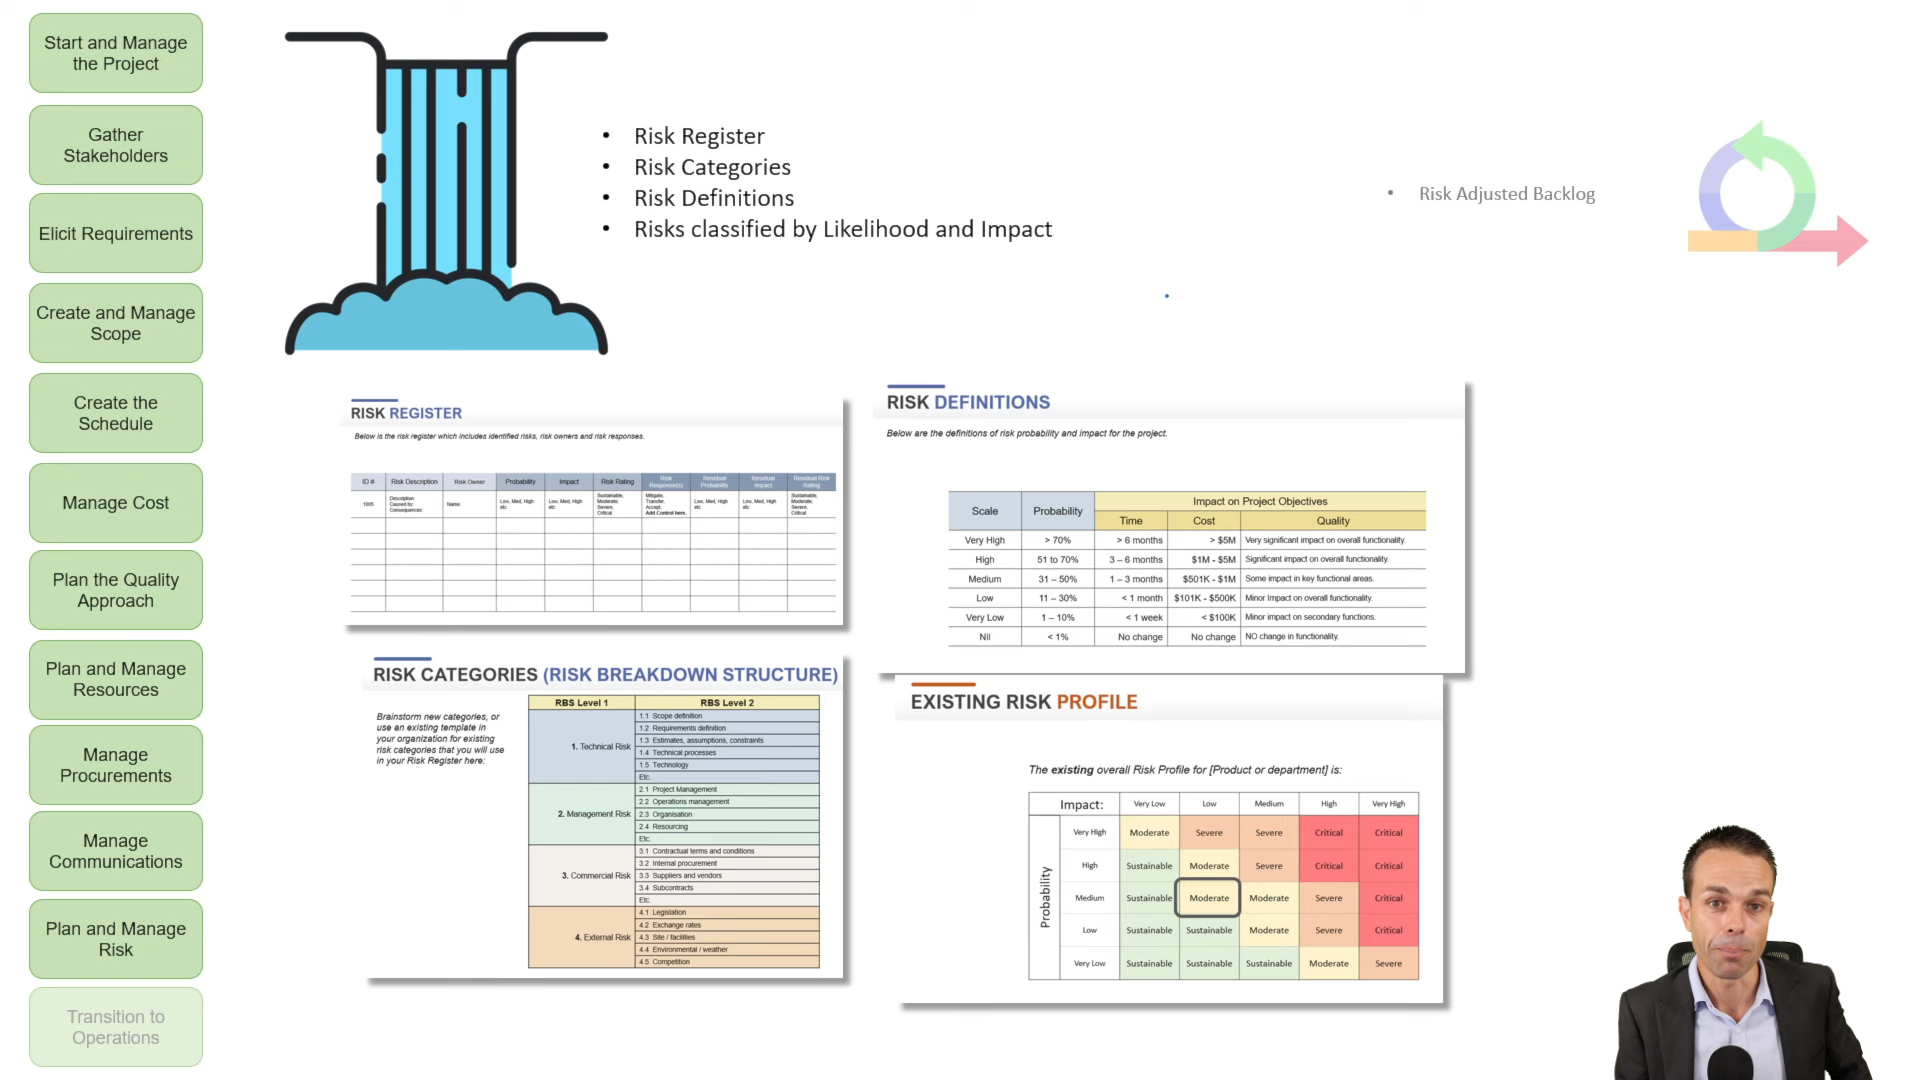 Start and Manage
the Project
Gather
Stakeholders
Elicit Requirements
Create and Manage
Scope
Create the
Schedule
Manage Cost
Plan the Quality
Approach
Plan and Manage
Resources
Manage
Procurements
Manage
Communications
Plan and Manage
Risk
Transition to
Operations
• Risk Register
• Risk Categories
• Risk Definitions
• Risks classified by Likelihood and Impact
• Risk Adjusted Backlog
RISK REGISTER
Below is the risk register which includes identified risks, risk owners and risk responses.
ID # Risk Description Risk Owner Probability Impact Risk Rating Risk Response(s) Residual Probability Residual Impact Residual Risk Rating
1005 Description: Caused by: Consequences: Name: Low, Med, High etc Low, Med, High etc Sustainable, Moderate, Severe, Critical Mitigate, Transfer, Accept, Add Control here. Low, Med, High etc Low, Med, High etc Sustainable, Moderate, Severe, Critical
RISK DEFINITIONS
Below are the definitions of risk probability and impact for the project.
Scale Probability Impact on Project Objectives
Time Cost Quality
Very High > 70% > 6 months > $5M Very significant impact on overall functionality.
High 51 to 70% 3 – 6 months $1M - $5M Significant impact on overall functionality.
Medium 31 – 50% 1 – 3 months $501K - $1M Some impact in key functional areas.
Low 11 – 30% < 1 month $101K - $500K Minor Impact on overall functionality.
Very Low 1 – 10% < 1 week < $100K Minor impact on secondary functions.
Nil < 1% No change No change NO change in functionality.
RISK CATEGORIES (RISK BREAKDOWN STRUCTURE)
Brainstorm new categories, or
use an existing template in
your organization for existing
risk categories that you will use
in your Risk Register here:
RBS Level 1 RBS Level 2
1. Technical Risk
1.1 Scope definition
1.2 Requirements definition
1.3 Estimates, assumptions, constraints
1.4 Technical processes
1.5 Technology
Etc.
2. Management Risk
2.1 Project Management
2.2 Operations management
2.3 Organisation
2.4 Resourcing
Etc.
3. Commercial Risk
3.1 Contractual terms and conditions
3.2 Internal procurement
3.3 Suppliers and vendors
3.4 Subcontracts
Etc.
4. External Risk
4.1 Legislation
4.2 Exchange rates
4.3 Site / facilities
4.4 Environmental / weather
4.5 Competition
EXISTING RISK PROFILE
The existing overall Risk Profile for [Product or department] is:
Impact: Very Low Low Medium High Very High
Probability
Very High Moderate Severe Severe Critical Critical
High Sustainable Moderate Severe Critical Critical
Medium Sustainable Moderate Moderate Severe Critical
Low Sustainable Sustainable Moderate Severe Critical
Very Low Sustainable Sustainable Sustainable Moderate Severe